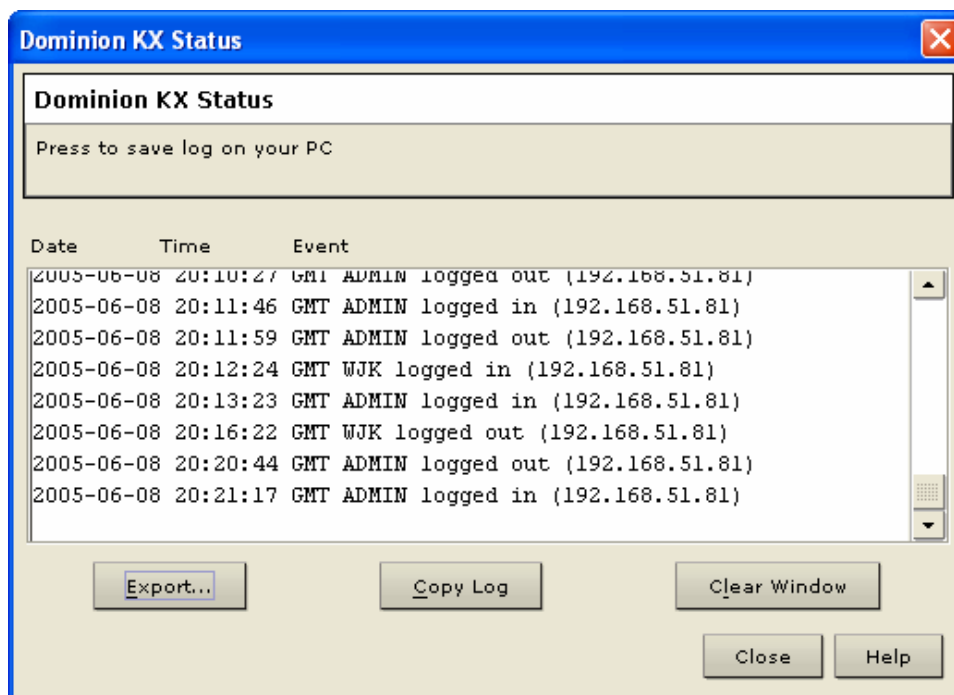 Dominion KX Status
Dominion KX Status
Press to save log on your PC
Date Time Event
2005-06-08 20:10:27 GMT ADMIN logged out (192.168.51.81)
2005-06-08 20:11:46 GMT ADMIN logged in (192.168.51.81)
2005-06-08 20:11:59 GMT ADMIN logged out (192.168.51.81)
2005-06-08 20:12:24 GMT WJK logged in (192.168.51.81)
2005-06-08 20:13:23 GMT ADMIN logged in (192.168.51.81)
2005-06-08 20:16:22 GMT WJK logged out (192.168.51.81)
2005-06-08 20:20:44 GMT ADMIN logged out (192.168.51.81)
2005-06-08 20:21:17 GMT ADMIN logged in (192.168.51.81)
Export... Copy Log Clear Window
Close Help